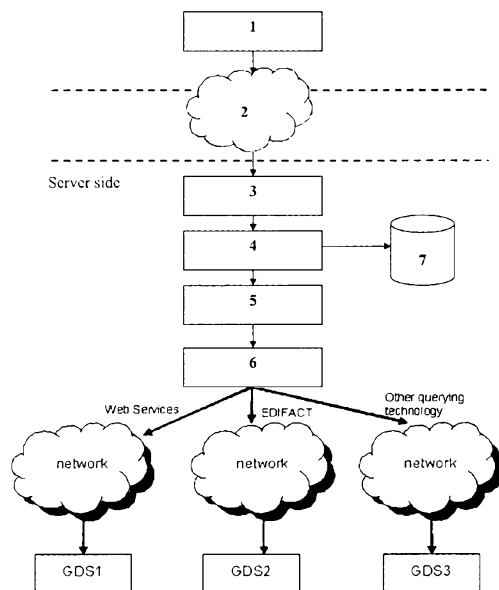 1
2
Server side
3
4
7
5
6
Web Services
EDIFACT
Other querying
technology
network
network
network
GDS1
GDS2
GDS3